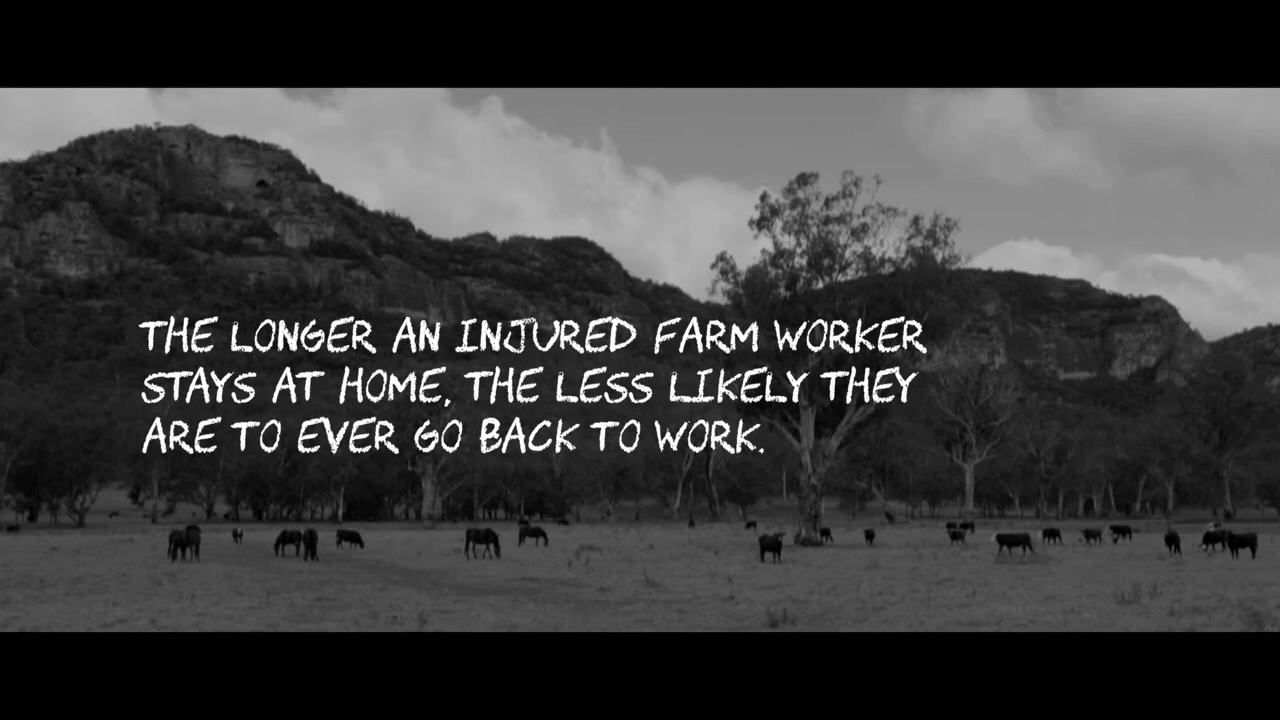 THE LONGER AN INJURED FARM WORKER
STAYS AT HOME, THE LESS LIKELY THEY
ARE TO EVER GO BACK TO WORK.